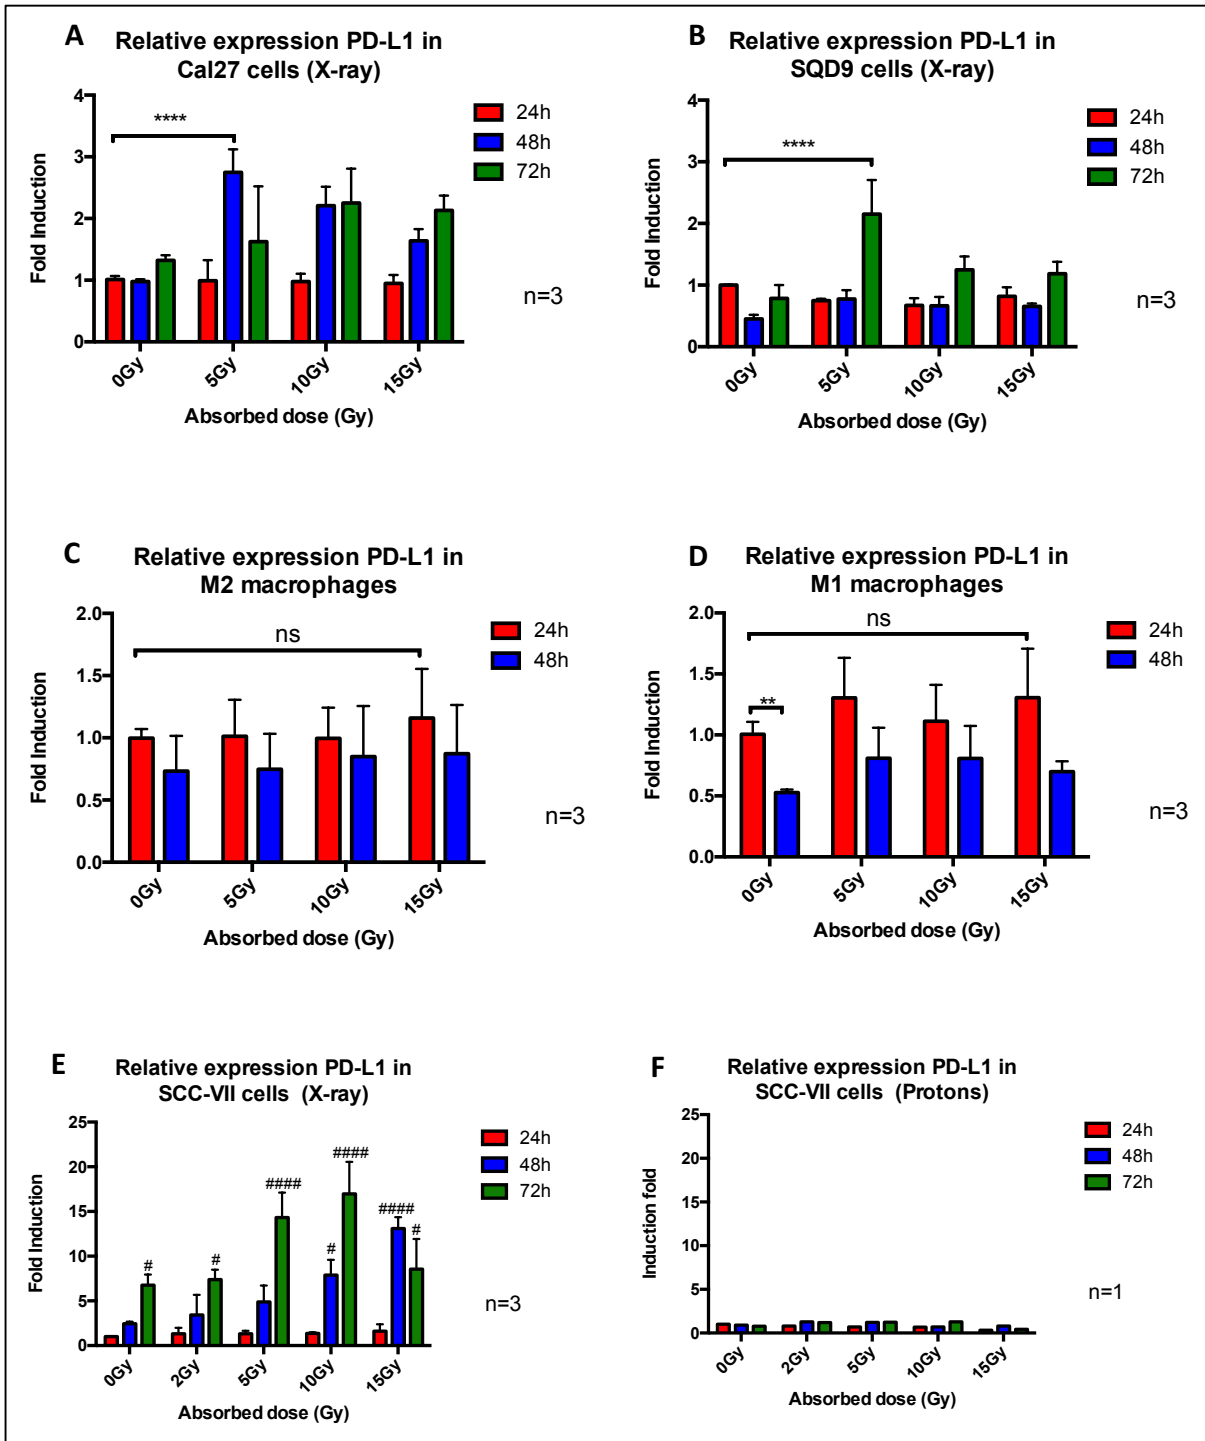 A
Relative expression PD-L1 in
Cal27 cells (X-ray)
4
3
2
1
0
Fold Induction
****
24h
48h
72h
n=3
0Gy
5Gy
10Gy
15Gy
Absorbed dose (Gy)
B
Relative expression PD-L1 in
SQD9 cells (X-ray)
4
3
2
1
0
Fold Induction
****
24h
48h
72h
n=3
0Gy
5Gy
10Gy
15Gy
Absorbed dose (Gy)
C
Relative expression PD-L1 in
M2 macrophages
2.0
1.5
1.0
0.5
0.0
Fold Induction
ns
24h
48h
n=3
0Gy
5Gy
10Gy
15Gy
Absorbed dose (Gy)
D
Relative expression PD-L1 in
M1 macrophages
2.0
1.5
1.0
0.5
0.0
Fold Induction
ns
**
24h
48h
n=3
0Gy
5Gy
10Gy
15Gy
Absorbed dose (Gy)
E
Relative expression PD-L1 in
SCC-VII cells (X-ray)
25
20
15
10
5
0
Fold Induction
#
#
####
#
####
####
#
24h
48h
72h
n=3
0Gy
2Gy
5Gy
10Gy
15Gy
Absorbed dose (Gy)
F
Relative expression PD-L1 in
SCC-VII cells (Protons)
25
20
15
10
5
0
Induction fold
24h
48h
72h
n=1
0Gy
2Gy
5Gy
10Gy
15Gy
Absorbed dose (Gy)